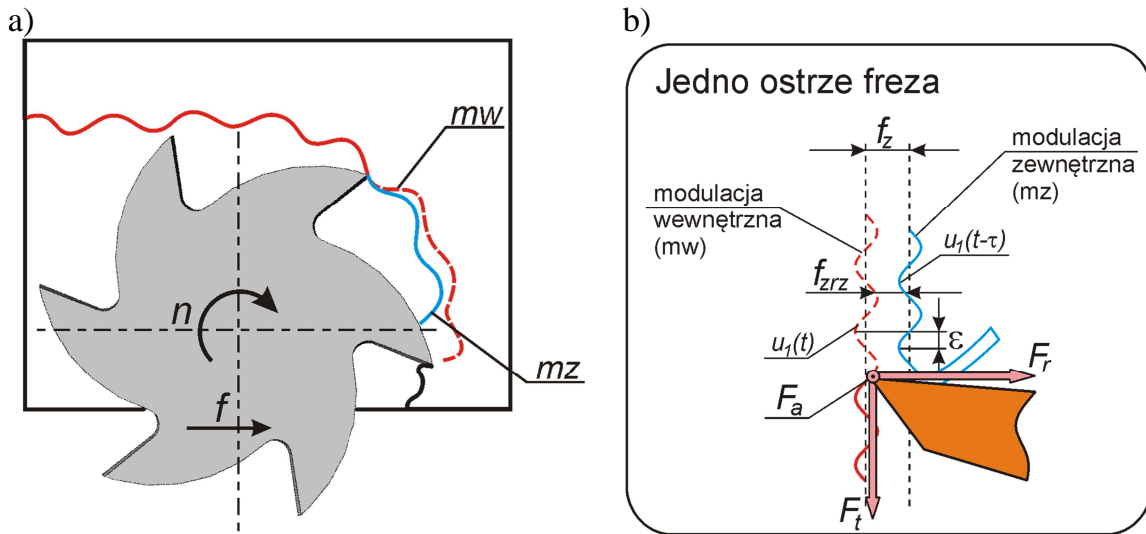 a)
mw
n
mz
f
b)
Jedno ostrze freza
f_z
modulacja
zewnętrzna
(mz)
modulacja
wewnętrzna
(mw)
u_1(t-τ)
f_zrz
u_1(t)
ε
F_r
F_a
F_t